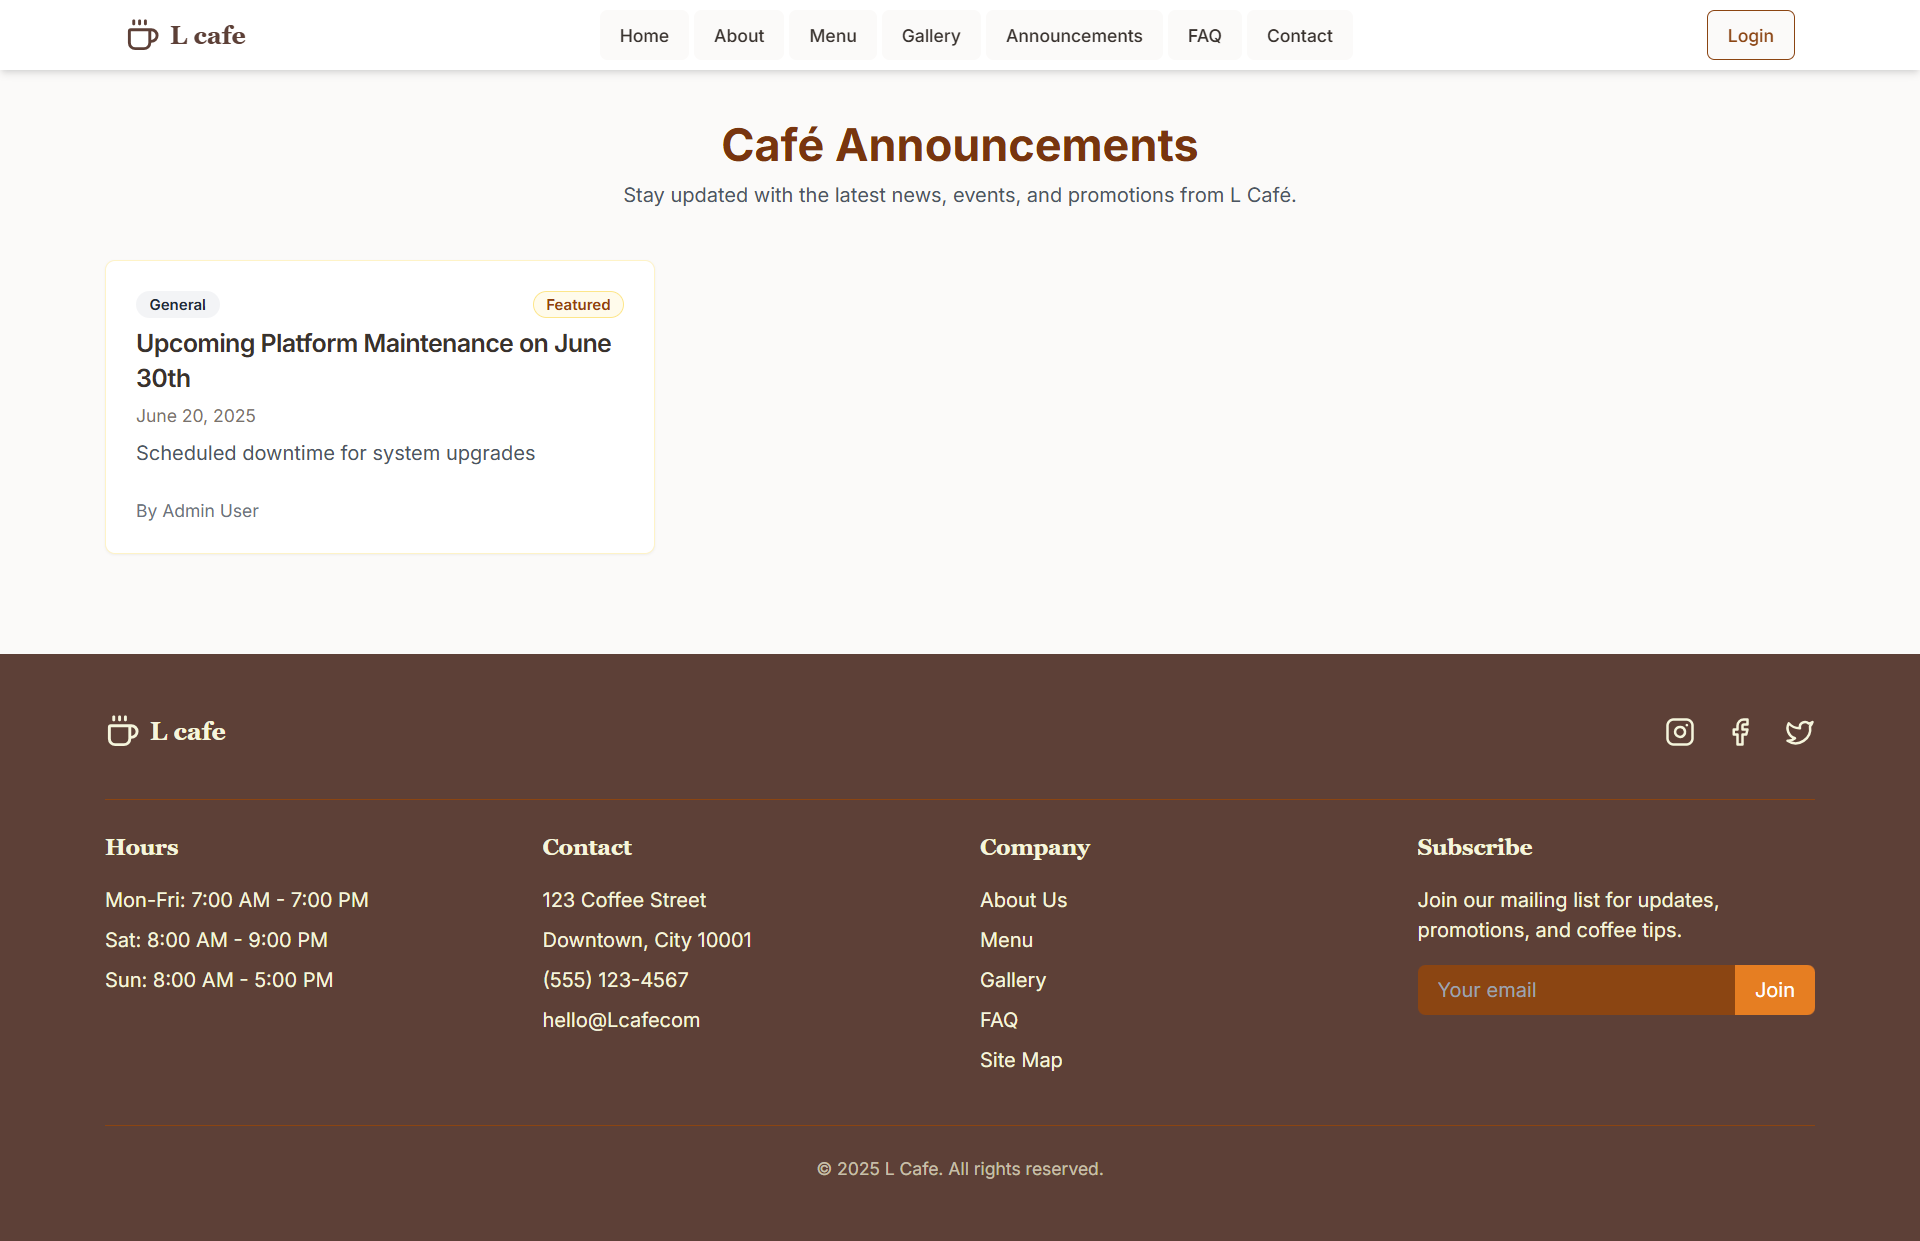 L cafe
Home
About
Menu
Gallery
Announcements
FAQ
Contact
Login
Café Announcements
Stay updated with the latest news, events, and promotions from L Café.
General
Featured
Upcoming Platform Maintenance on June
30th
June 20, 2025
Scheduled downtime for system upgrades
By Admin User
L cafe
Hours
Mon-Fri: 7:00 AM - 7:00 PM
Sat: 8:00 AM - 9:00 PM
Sun: 8:00 AM - 5:00 PM
Contact
123 Coffee Street
Downtown, City 10001
(555) 123-4567
hello@Lcafecom
Company
About Us
Menu
Gallery
FAQ
Site Map
Subscribe
Join our mailing list for updates,
promotions, and coffee tips.
Your email
Join
© 2025 L Cafe. All rights reserved.